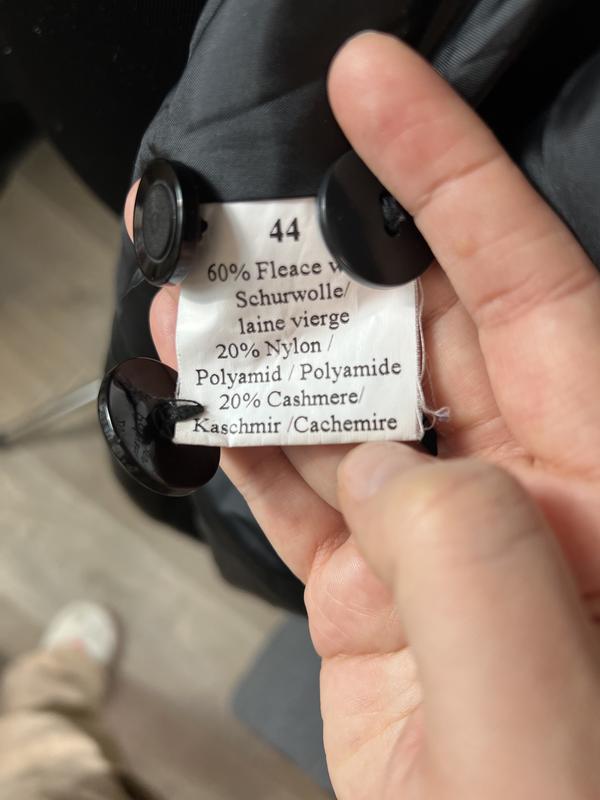 44
60% Fleace w
Schurwolle/
laine vierge
20% Nylon /
Polyamid / Polyamide
20% Cashmere/
Kaschmir /Cachemire